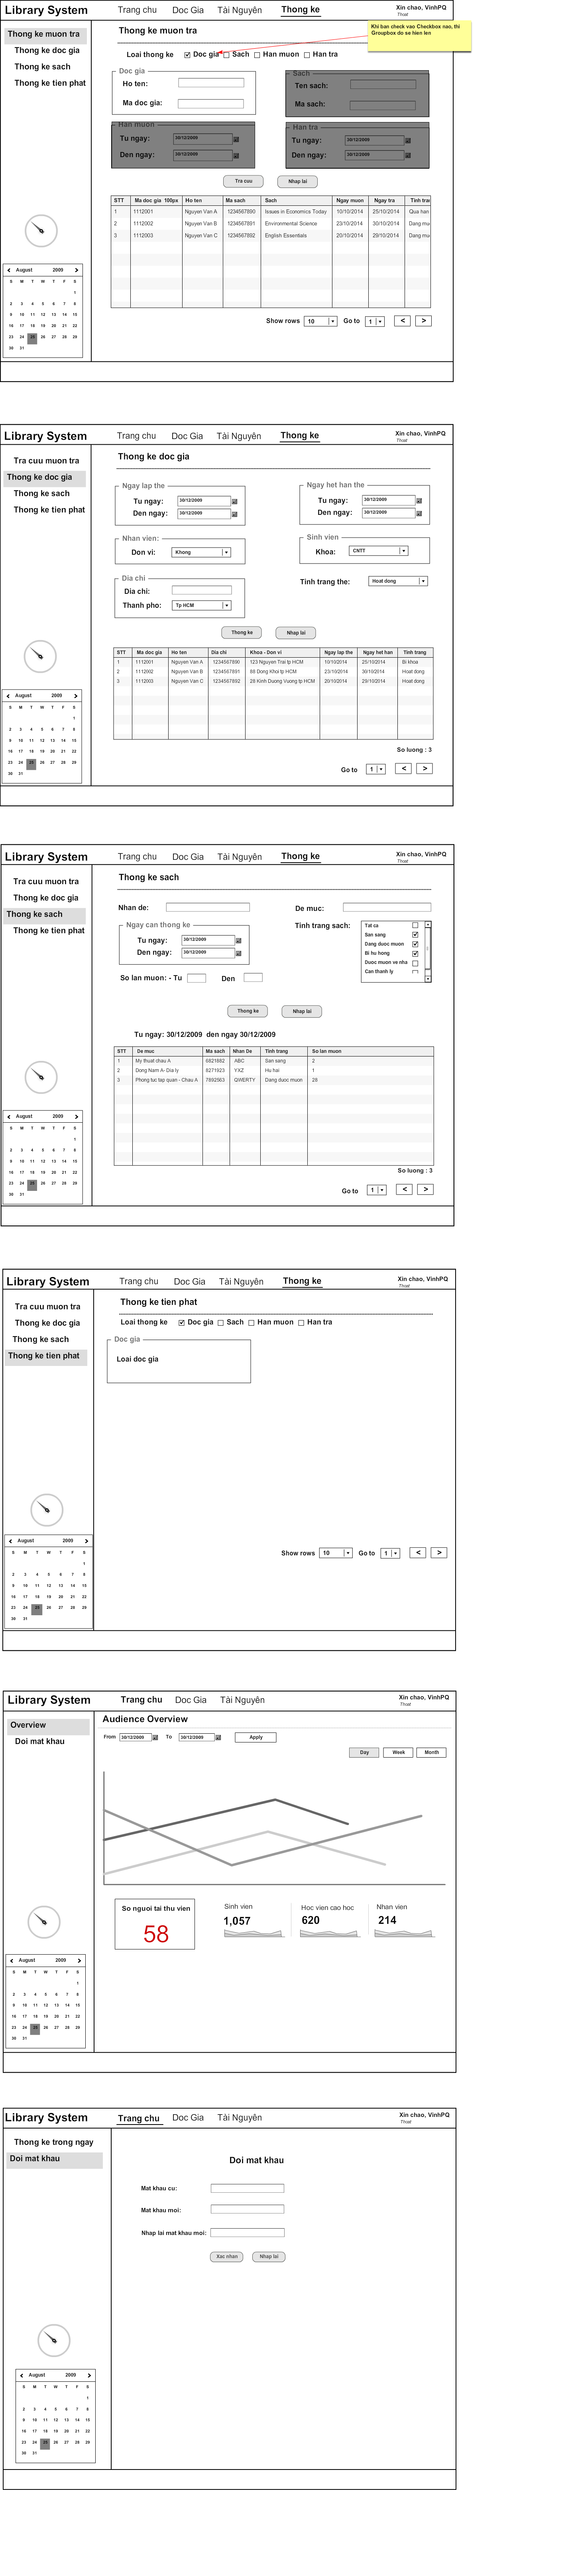 Library System Trang chu Doc Gia Tài Nguyên Thong ke Xin chao, VinhPQ
Thoat
Khi ban check vao Checkbox nao, thi
Groupbox do se hien len
Thong ke muon tra
Thong ke doc gia
Thong ke sach
Thong ke tien phat
Thong ke muon tra
Loai thong ke Doc gia Sach Han muon Han tra
Doc gia
Ho ten:
Ma doc gia:
Sach
Ten sach:
Ma sach:
Han muon
Tu ngay: 30/12/2009
Den ngay: 30/12/2009
Han tra
Tu ngay: 30/12/2009
Den ngay: 30/12/2009
Tra cuu Nhap lai
STT Ma doc gia 100px Ho ten Ma sach Sach Ngay muon Ngay tra Tinh tra
1 1112001 Nguyen Van A 1234567890 Issues in Economics Today 10/10/2014 25/10/2014 Qua han
2 1112002 Nguyen Van B 1234567891 Environmental Science 23/10/2014 30/10/2014 Dang mu
3 1112003 Nguyen Van C 1234567892 English Essentials 20/10/2014 29/10/2014 Dang mu
Show rows 10 Go to 1 < >
August 2009
S M T W T F S
1
2 3 4 5 6 7 8
9 10 11 12 13 14 15
16 17 18 19 20 21 22
23 24 25 26 27 28 29
30 31
Library System Trang chu Doc Gia Tài Nguyên Thong ke Xin chao, VinhPQ
Thoat
Tra cuu muon tra
Thong ke doc gia
Thong ke sach
Thong ke tien phat
Thong ke doc gia
Ngay lap the
Tu ngay: 30/12/2009
Den ngay: 30/12/2009
Ngay het han the
Tu ngay: 30/12/2009
Den ngay: 30/12/2009
Nhan vien:
Don vi: Khong
Sinh vien
Khoa: CNTT
Dia chi
Dia chi:
Thanh pho: Tp HCM
Tinh trang the: Hoat dong
Thong ke Nhap lai
STT Ma doc gia Ho ten Dia chi Khoa - Don vi Ngay lap the Ngay het han Tinh trang
1 1112001 Nguyen Van A 1234567890 123 Nguyen Trai tp HCM 10/10/2014 25/10/2014 Bi khoa
2 1112002 Nguyen Van B 1234567891 88 Dong Khoi tp HCM 23/10/2014 30/10/2014 Hoat dong
3 1112003 Nguyen Van C 1234567892 28 Kinh Duong Vuong tp HCM 20/10/2014 29/10/2014 Hoat dong
So luong : 3
Go to 1 < >
August 2009
S M T W T F S
1
2 3 4 5 6 7 8
9 10 11 12 13 14 15
16 17 18 19 20 21 22
23 24 25 26 27 28 29
30 31
Library System Trang chu Doc Gia Tài Nguyên Thong ke Xin chao, VinhPQ
Thoat
Tra cuu muon tra
Thong ke doc gia
Thong ke sach
Thong ke tien phat
Thong ke sach
Nhan de: De muc:
Ngay can thong ke
Tu ngay: 30/12/2009
Den ngay: 30/12/2009
So lan muon: - Tu Den
Tinh trang sach:
Tat ca
San sang
Dang duoc muon
Bi hu hong
Duoc muon ve nha
Can thanh ly
Thong ke Nhap lai
Tu ngay: 30/12/2009 den ngay 30/12/2009
STT De muc Ma sach Nhan De Tinh trang So lan muon
1 My thuat chau A 6821882 ABC San sang 2
2 Dong Nam A- Dia ly 8271923 YXZ Hu hai 1
3 Phong tuc tap quan - Chau A 7892663 QWERTY Dang duoc muon 28
So luong : 3
Go to 1 < >
August 2009
S M T W T F S
1
2 3 4 5 6 7 8
9 10 11 12 13 14 15
16 17 18 19 20 21 22
23 24 25 26 27 28 29
30 31
Library System Trang chu Doc Gia Tài Nguyên Thong ke Xin chao, VinhPQ
Thoat
Tra cuu muon tra
Thong ke doc gia
Thong ke sach
Thong ke tien phat
Thong ke tien phat
Loai thong ke Doc gia Sach Han muon Han tra
Doc gia
Loai doc gia
Show rows 10 Go to 1 < >
August 2009
S M T W T F S
1
2 3 4 5 6 7 8
9 10 11 12 13 14 15
16 17 18 19 20 21 22
23 24 25 26 27 28 29
30 31
Library System Trang chu Doc Gia Tài Nguyên Xin chao, VinhPQ
Thoat
Overview
Doi mat khau
Audience Overview
From 30/12/2009 To 30/12/2009 Apply
Day Week Month
So nguoi tai thu vien
58
Sinh vien
1,057
Hoc vien cao hoc
620
Nhan vien
214
August 2009
S M T W T F S
1
2 3 4 5 6 7 8
9 10 11 12 13 14 15
16 17 18 19 20 21 22
23 24 25 26 27 28 29
30 31
Library System Trang chu Doc Gia Tài Nguyên Xin chao, VinhPQ
Thoat
Thong ke trong ngay
Doi mat khau
Doi mat khau
Mat khau cu:
Mat khau moi:
Nhap lai mat khau moi:
Xac nhan Nhap lai
August 2009
S M T W T F S
1
2 3 4 5 6 7 8
9 10 11 12 13 14 15
16 17 18 19 20 21 22
23 24 25 26 27 28 29
30 31